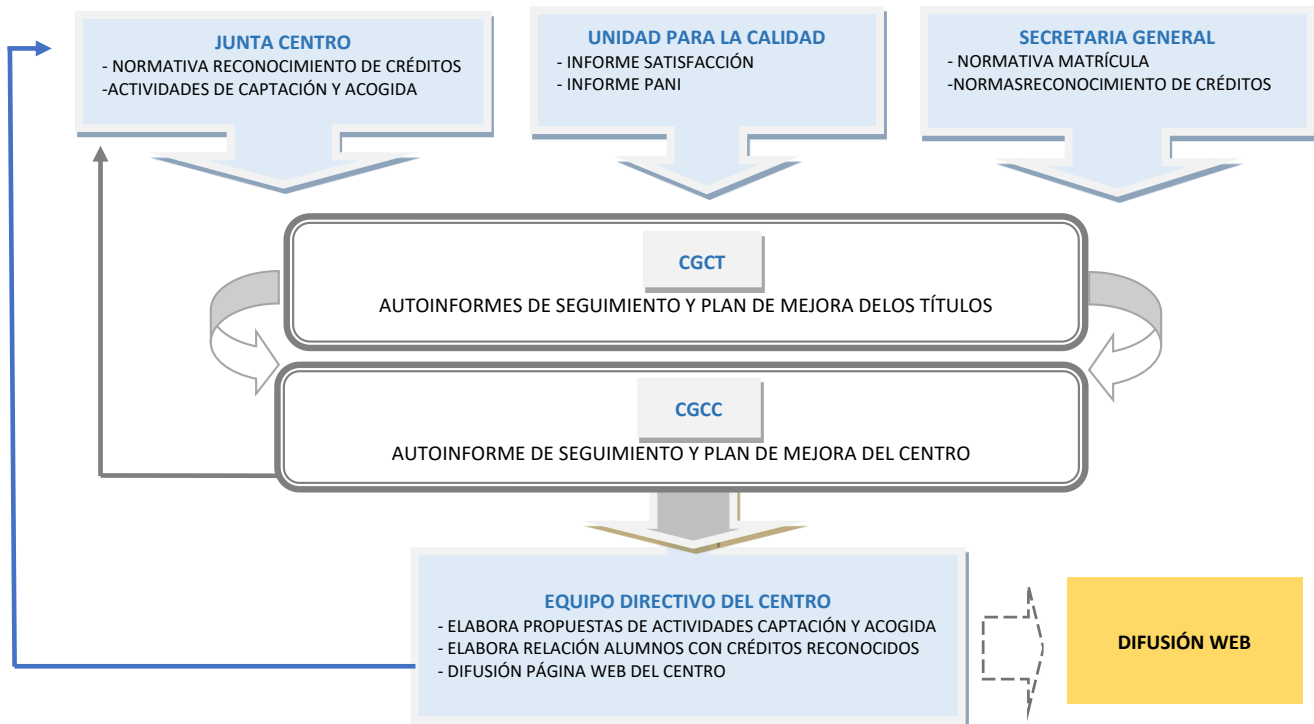 JUNTA CENTRO
- NORMATIVA RECONOCIMIENTO DE CRÉDITOS
-ACTIVIDADES DE CAPTACIÓN Y ACOGIDA
UNIDAD PARA LA CALIDAD
- INFORME SATISFACCIÓN
- INFORME PANI
SECRETARIA GENERAL
- NORMATIVA MATRÍCULA
-NORMASRECONOCIMIENTO DE CRÉDITOS
CGCT
AUTOINFORMES DE SEGUIMIENTO Y PLAN DE MEJORA DELOS TÍTULOS
CGCC
AUTOINFORME DE SEGUIMIENTO Y PLAN DE MEJORA DEL CENTRO
EQUIPO DIRECTIVO DEL CENTRO
- ELABORA PROPUESTAS DE ACTIVIDADES CAPTACIÓN Y ACOGIDA
- ELABORA RELACIÓN ALUMNOS CON CRÉDITOS RECONOCIDOS
- DIFUSIÓN PÁGINA WEB DEL CENTRO
DIFUSIÓN WEB